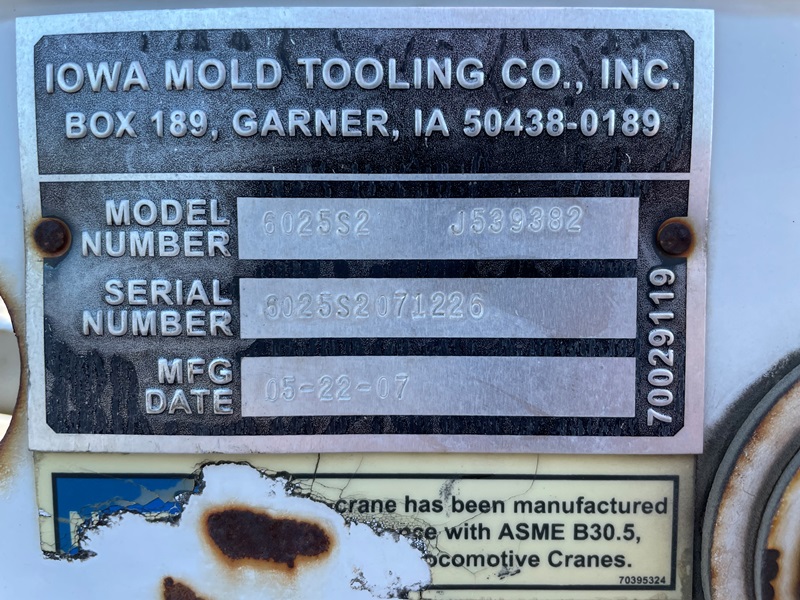 IOWA MOLD TOOLING CO., INC.
BOX 189, GARNER, IA 50438-0189
MODEL NUMBER 6025S2 J539382
SERIAL NUMBER 6025S2071226
MFG DATE 05-22-07
70029119
crane has been manufactured
with ASME B30.5,
Locomotive Cranes.
70395324